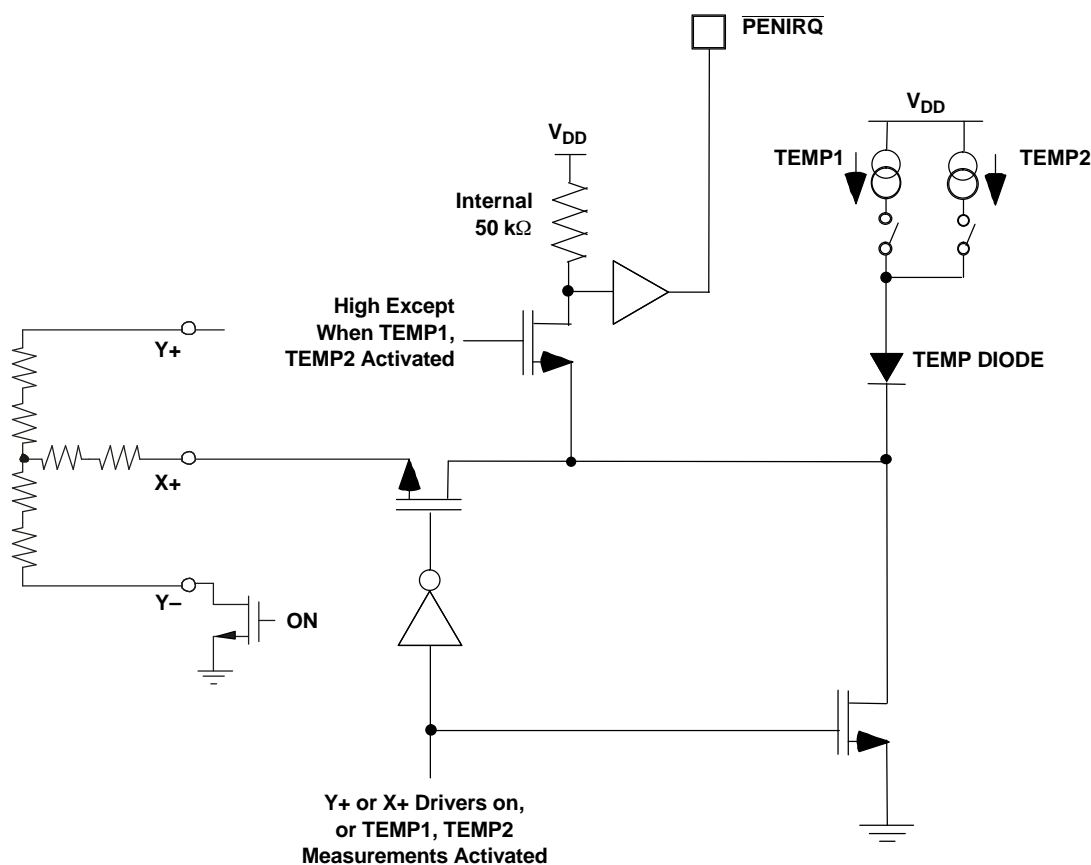 PENIRQ
VDD
VDD
TEMP1
TEMP2
Internal
50 kΩ
High Except
When TEMP1,
TEMP2 Activated
Y+
TEMP DIODE
X+
Y–
ON
Y+ or X+ Drivers on,
or TEMP1, TEMP2
Measurements Activated